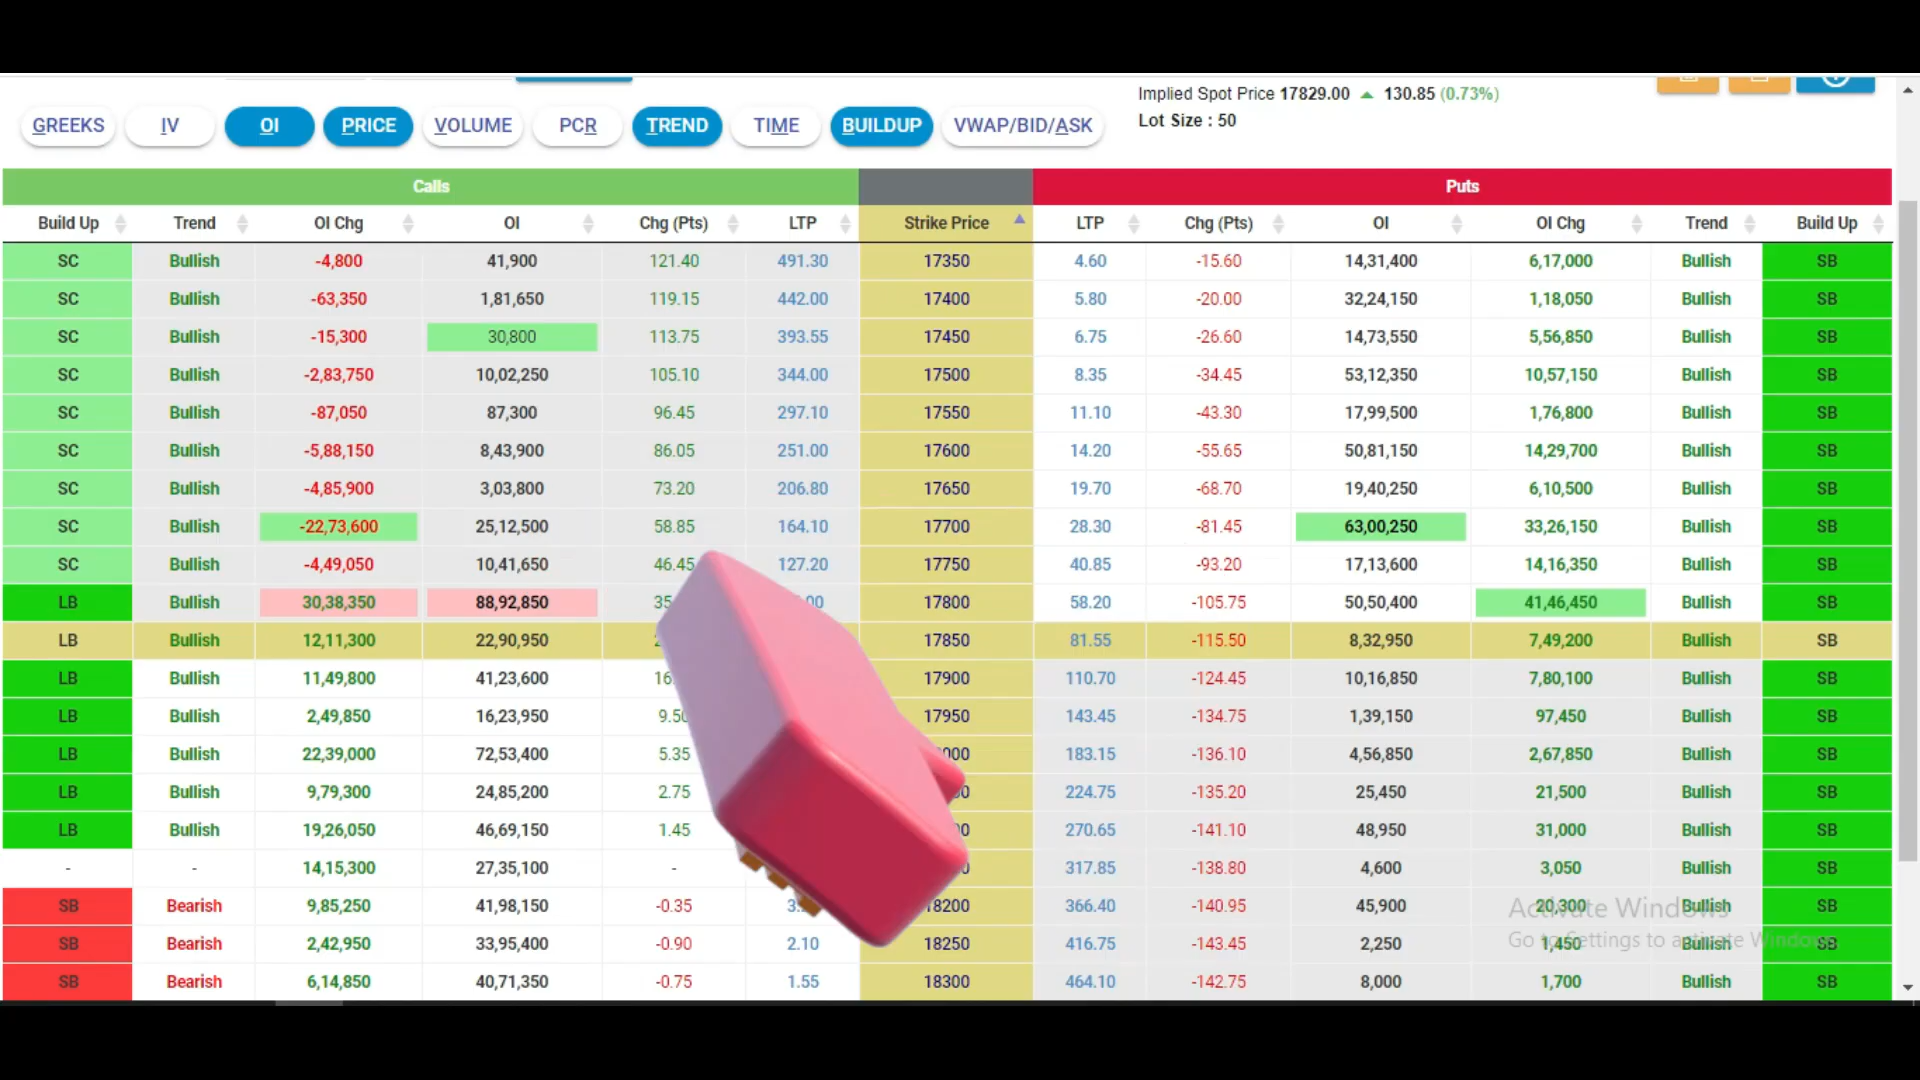 Implied Spot Price 17829.00 130.85 (0.73%)
GREEKS IV OI PRICE VOLUME PCR TREND TIME BUILDUP VWAP/BID/ASK
Lot Size : 50
Calls Puts
Build Up Trend OI Chg OI Chg (Pts) LTP Strike Price LTP Chg (Pts) OI OI Chg Trend Build Up
SC Bullish -4,800 41,900 121.40 491.30 17350 4.60 -15.60 14,31,400 6,17,000 Bullish SB
SC Bullish -63,350 1,81,650 119.15 442.00 17400 5.80 -20.00 32,24,150 1,18,050 Bullish SB
SC Bullish -15,300 30,800 113.75 393.55 17450 6.75 -26.60 14,73,550 5,56,850 Bullish SB
SC Bullish -2,83,750 10,02,250 105.10 344.00 17500 8.35 -34.45 53,12,350 10,57,150 Bullish SB
SC Bullish -87,050 87,300 96.45 297.10 17550 11.10 -43.30 17,99,500 1,76,800 Bullish SB
SC Bullish -5,88,150 8,43,900 86.05 251.00 17600 14.20 -55.65 50,81,150 14,29,700 Bullish SB
SC Bullish -4,85,900 3,03,800 73.20 206.80 17650 19.70 -68.70 19,40,250 6,10,500 Bullish SB
SC Bullish -22,73,600 25,12,500 58.85 164.10 17700 28.30 -81.45 63,00,250 33,26,150 Bullish SB
SC Bullish -4,49,050 10,41,650 46.45 127.20 17750 40.85 -93.20 17,13,600 14,16,350 Bullish SB
LB Bullish 30,38,350 88,92,850 17800 58.20 -105.75 50,50,400 41,46,450 Bullish SB
LB Bullish 12,11,300 22,90,950 17850 81.55 -115.50 8,32,950 7,49,200 Bullish SB
LB Bullish 11,49,800 41,23,600 17900 110.70 -124.45 10,16,850 7,80,100 Bullish SB
LB Bullish 2,49,850 16,23,950 9.50 17950 143.45 -134.75 1,39,150 97,450 Bullish SB
LB Bullish 22,39,000 72,53,400 5.35 183.15 -136.10 4,56,850 2,67,850 Bullish SB
LB Bullish 9,79,300 24,85,200 2.75 224.75 -135.20 25,450 21,500 Bullish SB
LB Bullish 19,26,050 46,69,150 1.45 270.65 -141.10 48,950 31,000 Bullish SB
- - 14,15,300 27,35,100 - 317.85 -138.80 4,600 3,050 Bullish SB
SB Bearish 9,85,250 41,98,150 -0.35 18200 366.40 -140.95 45,900 20,300 Bullish SB
SB Bearish 2,42,950 33,95,400 -0.90 2.10 18250 416.75 -143.45 2,250 1,450 Bullish SB
SB Bearish 6,14,850 40,71,350 -0.75 1.55 18300 464.10 -142.75 8,000 1,700 Bullish SB
Activate Windows
Go to Settings to activate Windows.